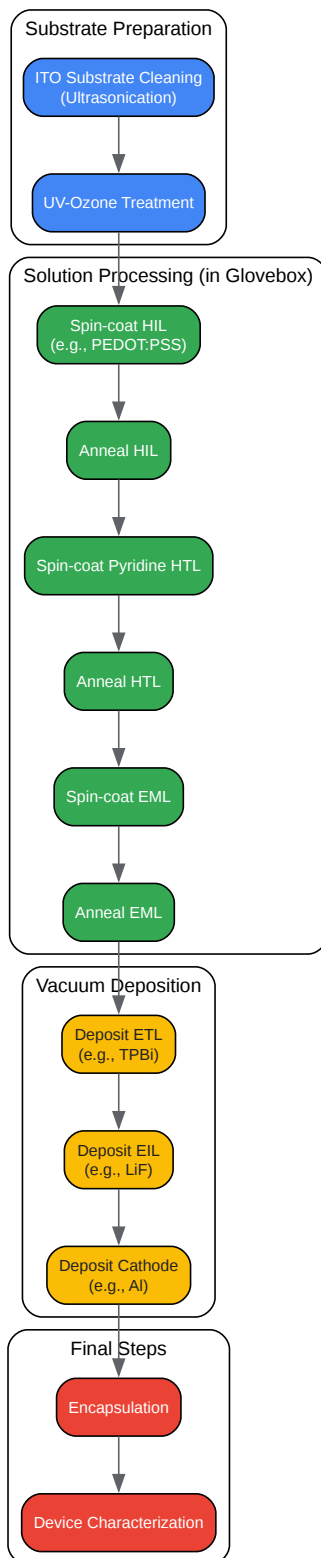 Substrate Preparation
ITO Substrate Cleaning
(Ultrasonication)
UV-Ozone Treatment
Solution Processing (in Glovebox)
Spin-coat HIL
(e.g., PEDOT:PSS)
Anneal HIL
Spin-coat Pyridine HTL
Anneal HTL
Spin-coat EML
Anneal EML
Vacuum Deposition
Deposit ETL
(e.g., TPBi)
Deposit EIL
(e.g., LiF)
Deposit Cathode
(e.g., Al)
Final Steps
Encapsulation
Device Characterization